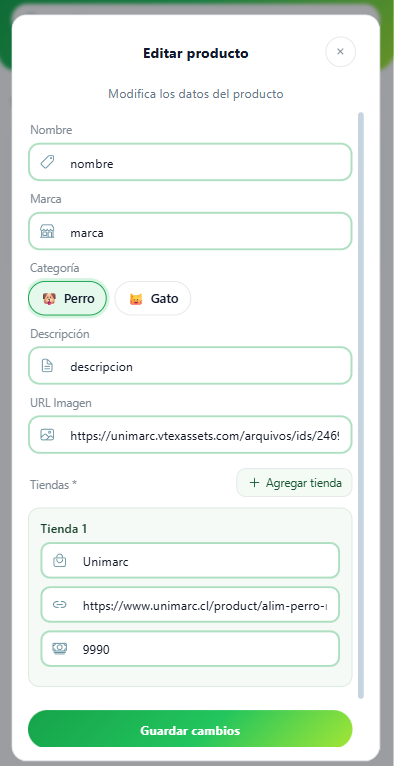 Editar producto
×
Modifica los datos del producto
Nombre
nombre
Marca
marca
Categoría
Perro Gato
Descripción
descripcion
URL Imagen
https://unimarc.vtexassets.com/arquivos/ids/246
Tiendas * + Agregar tienda
Tienda 1
Unimarc
https://www.unimarc.cl/product/alim-perro-
9990
Guardar cambios